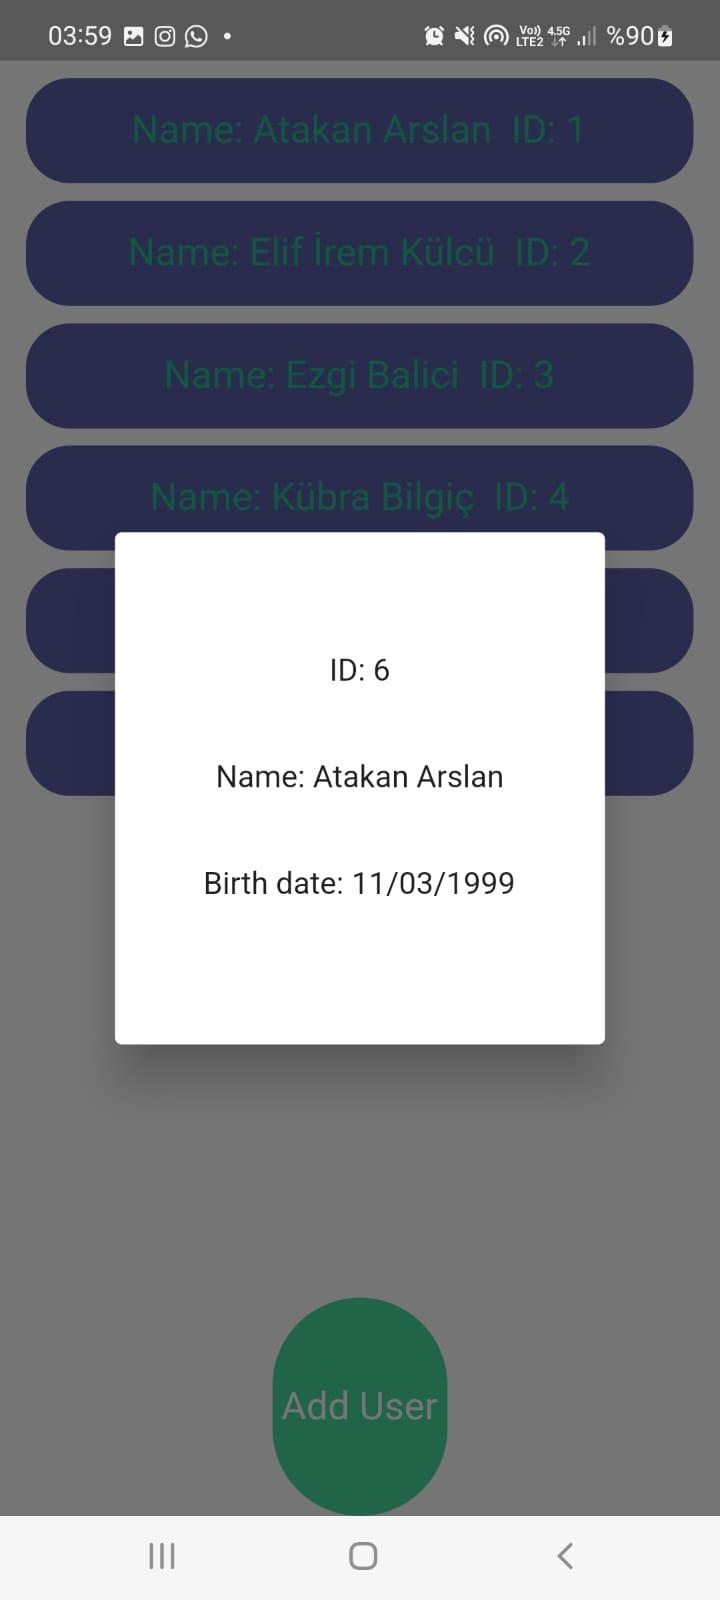 03:59
Vo)) 4.5G
LTE2
%90
Name: Atakan Arslan  ID: 1
Name: Elif İrem Külcü  ID: 2
Name: Ezgi Balici  ID: 3
Name: Kübra Bilgiç  ID: 4
ID: 6
Name: Atakan Arslan
Birth date: 11/03/1999
Add User